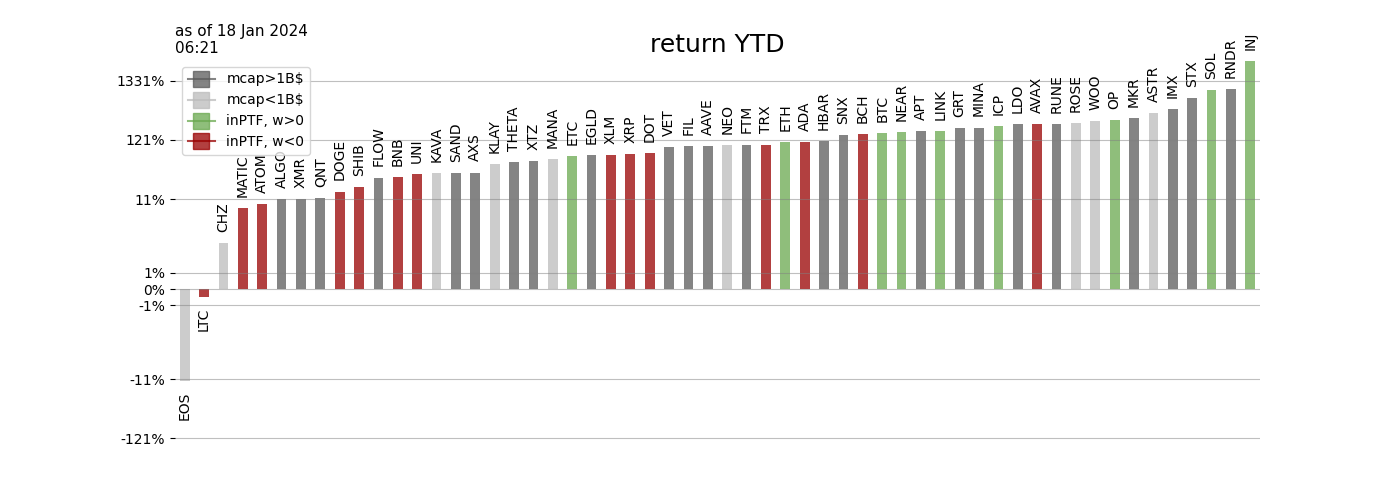 as of 18 Jan 2024
06:21
return YTD
mcap>1B$
mcap<1B$
inPTF, w>0
inPTF, w<0
1331%
121%
11%
1%
0%
-1%
-11%
-121%
EOS
LTC
CHZ
MATIC
ATOM
ALGO
XMR
QNT
DOGE
SHIB
FLOW
BNB
UNI
KAVA
SAND
AXS
KLAY
THETA
XTZ
MANA
ETC
EGLD
XLM
XRP
DOT
VET
FIL
AAVE
NEO
FTM
TRX
ETH
ADA
HBAR
SNX
BCH
BTC
NEAR
APT
LINK
GRT
MINA
ICP
LDO
AVAX
RUNE
ROSE
WOO
OP
MKR
ASTR
IMX
STX
SOL
RNDR
INJ